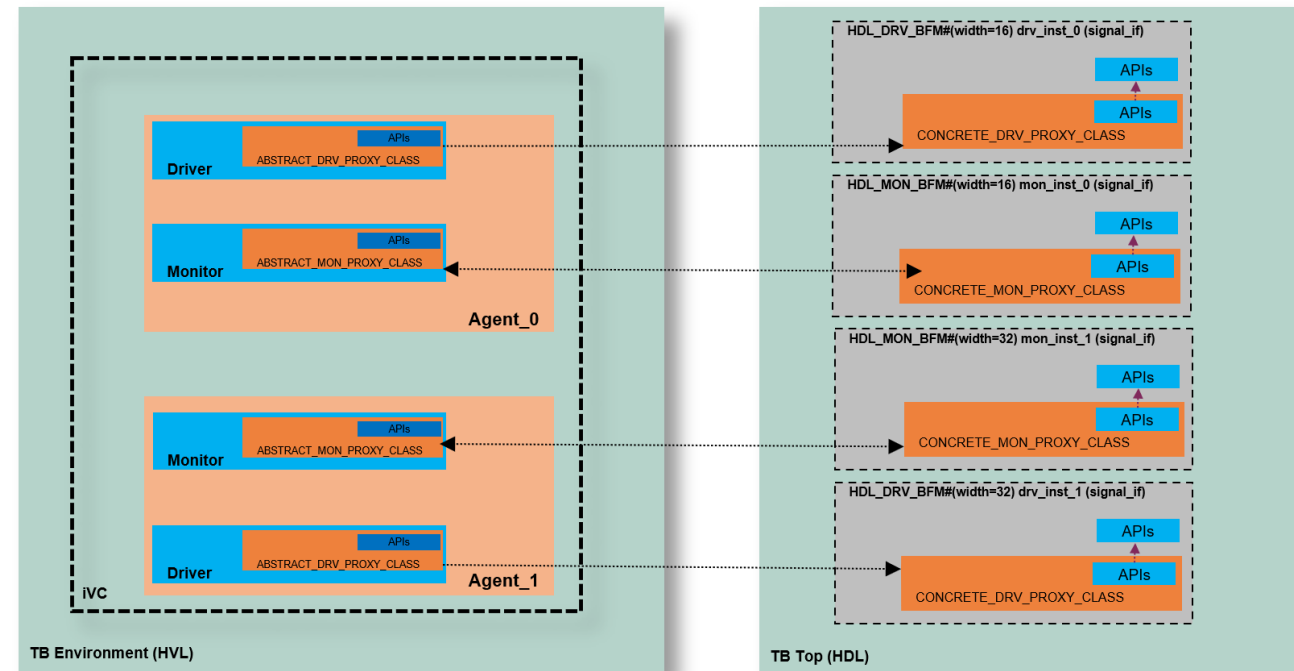 APIs
ABSTRACT_DRV_PROXY_CLASS
Driver
APIs
ABSTRACT_MON_PROXY_CLASS
Monitor
Agent_0
APIs
ABSTRACT_MON_PROXY_CLASS
Monitor
APIs
ABSTRACT_DRV_PROXY_CLASS
Driver
Agent_1
iVC
TB Environment (HVL)
HDL_DRV_BFM#(width=16) drv_inst_0 (signal_if)
APIs
APIs
CONCRETE_DRV_PROXY_CLASS
HDL_MON_BFM#(width=16) mon_inst_0 (signal_if)
APIs
APIs
CONCRETE_MON_PROXY_CLASS
HDL_MON_BFM#(width=32) mon_inst_1 (signal_if)
APIs
APIs
CONCRETE_MON_PROXY_CLASS
HDL_DRV_BFM#(width=32) drv_inst_1 (signal_if)
APIs
APIs
CONCRETE_DRV_PROXY_CLASS
TB Top (HDL)